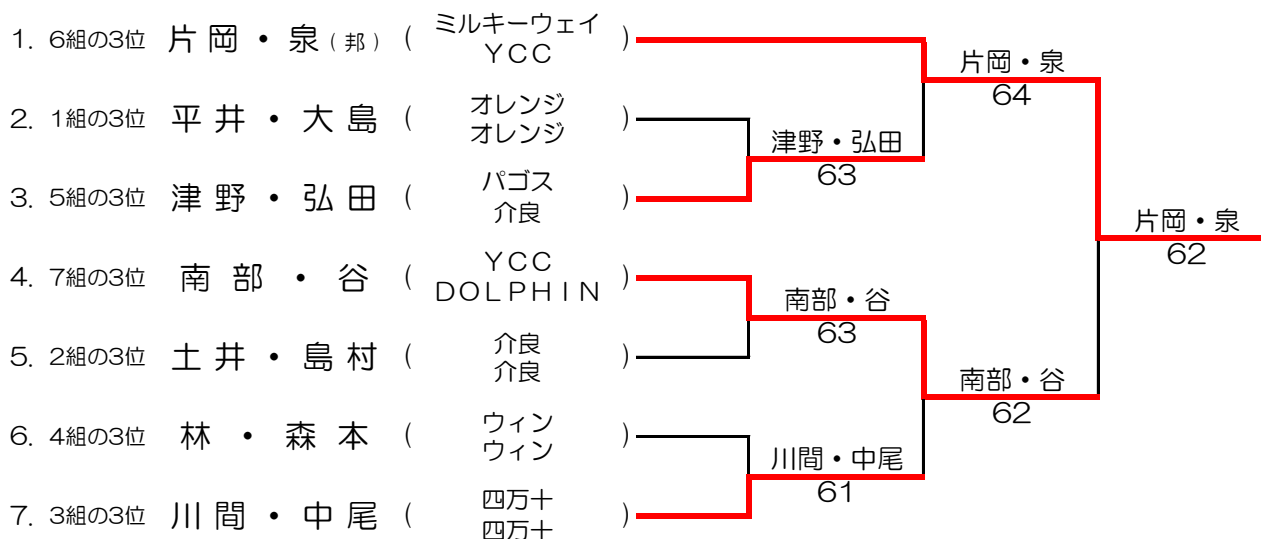 1. 6組の3位 片岡・泉(邦) ( ミルキーウェイ
YCC )
片岡・泉
64
2. 1組の3位 平井・大島 ( オレンジ
オレンジ )
津野・弘田
63
3. 5組の3位 津野・弘田 ( パゴス
介良 )
片岡・泉
62
4. 7組の3位 南部・谷 ( YCC
DOLPHIN )
南部・谷
63
5. 2組の3位 土井・島村 ( 介良
介良 )
南部・谷
62
6. 4組の3位 林・森本 ( ウィン
ウィン )
川間・中尾
61
7. 3組の3位 川間・中尾 ( 四万十
四万十 )